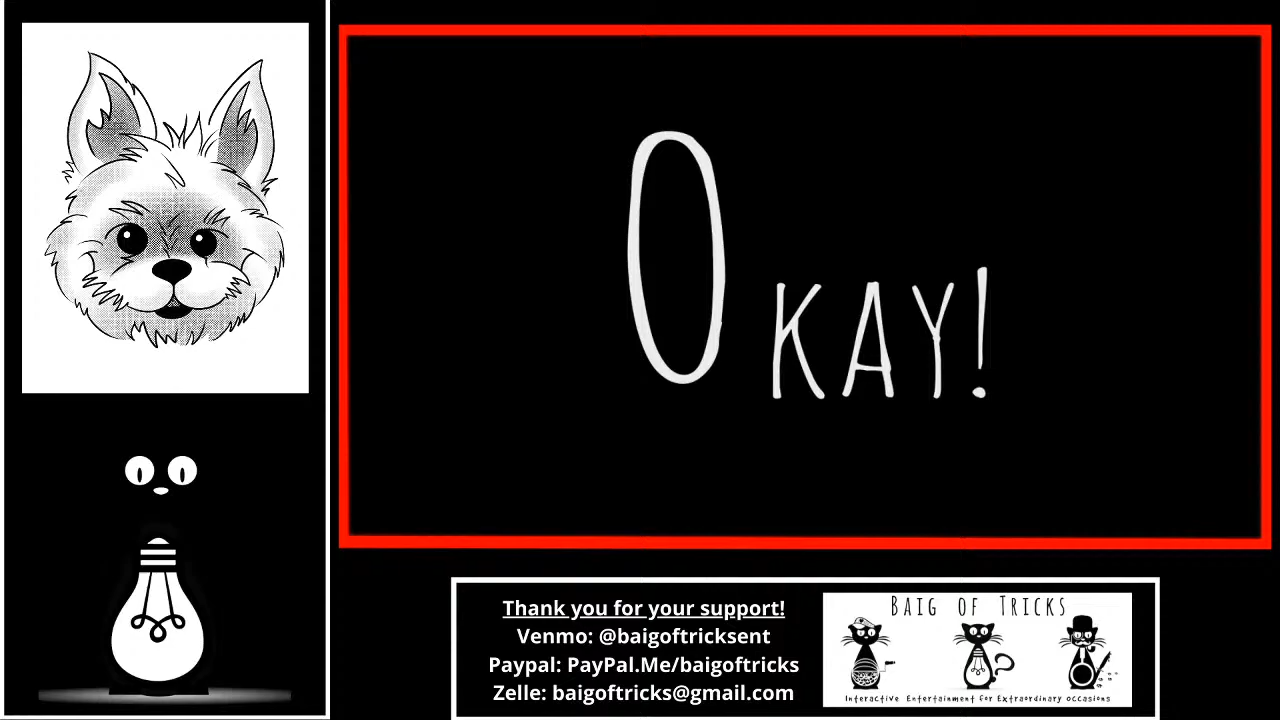 OKAY!
Thank you for your support!
Venmo: @baigoftricksent
Paypal: PayPal.Me/baigoftricks
Zelle: baigoftricks@gmail.com
BAIG OF TRICKS
Interactive Entertainment for Extraordinary occasions